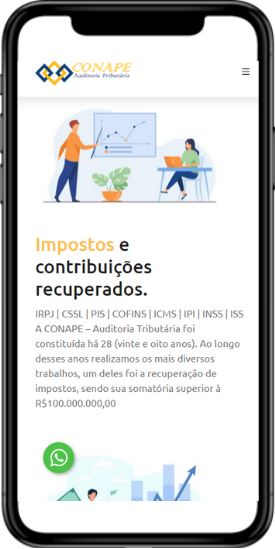 CONAPE
Auditoria Tributária
Impostos e
contribuições
recuperados.
IRPJ | CSSL | PIS | COFINS | ICMS | IPI | INSS | ISS
A CONAPE – Auditoria Tributária foi
constituída há 28 (vinte e oito anos). Ao longo
desses anos realizamos os mais diversos
trabalhos, um deles foi a recuperação de
impostos, sendo sua somatória superior à
R$100.000.000,00